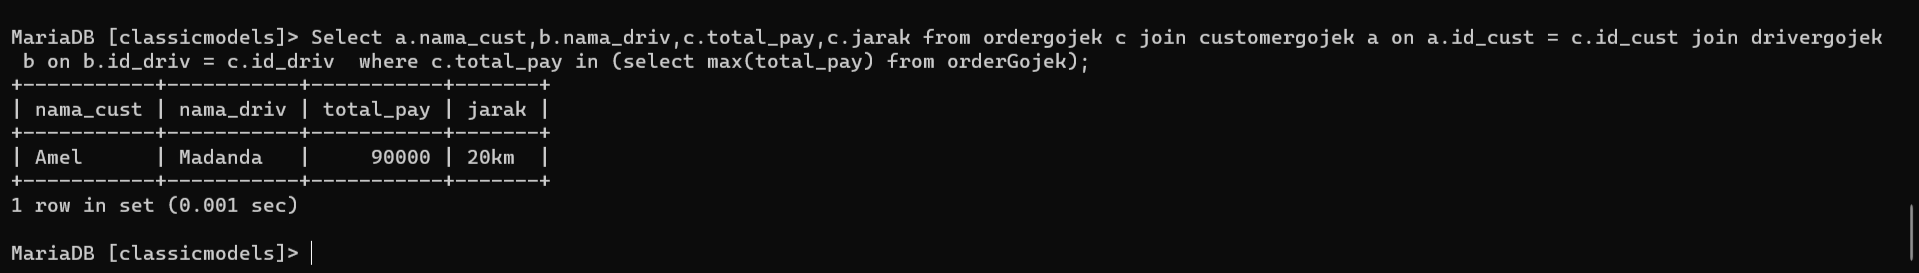 MariaDB [classicmodels]> Select a.nama_cust,b.nama_driv,c.total_pay,c.jarak from ordergojek c join customergojek a on a.id_cust = c.id_cust join drivergojek
 b on b.id_driv = c.id_driv  where c.total_pay in (select max(total_pay) from orderGojek);
+-----------+-----------+-----------+-------+
| nama_cust | nama_driv | total_pay | jarak |
+-----------+-----------+-----------+-------+
| Amel      | Madanda   |     90000 | 20km  |
+-----------+-----------+-----------+-------+
1 row in set (0.001 sec)
MariaDB [classicmodels]>